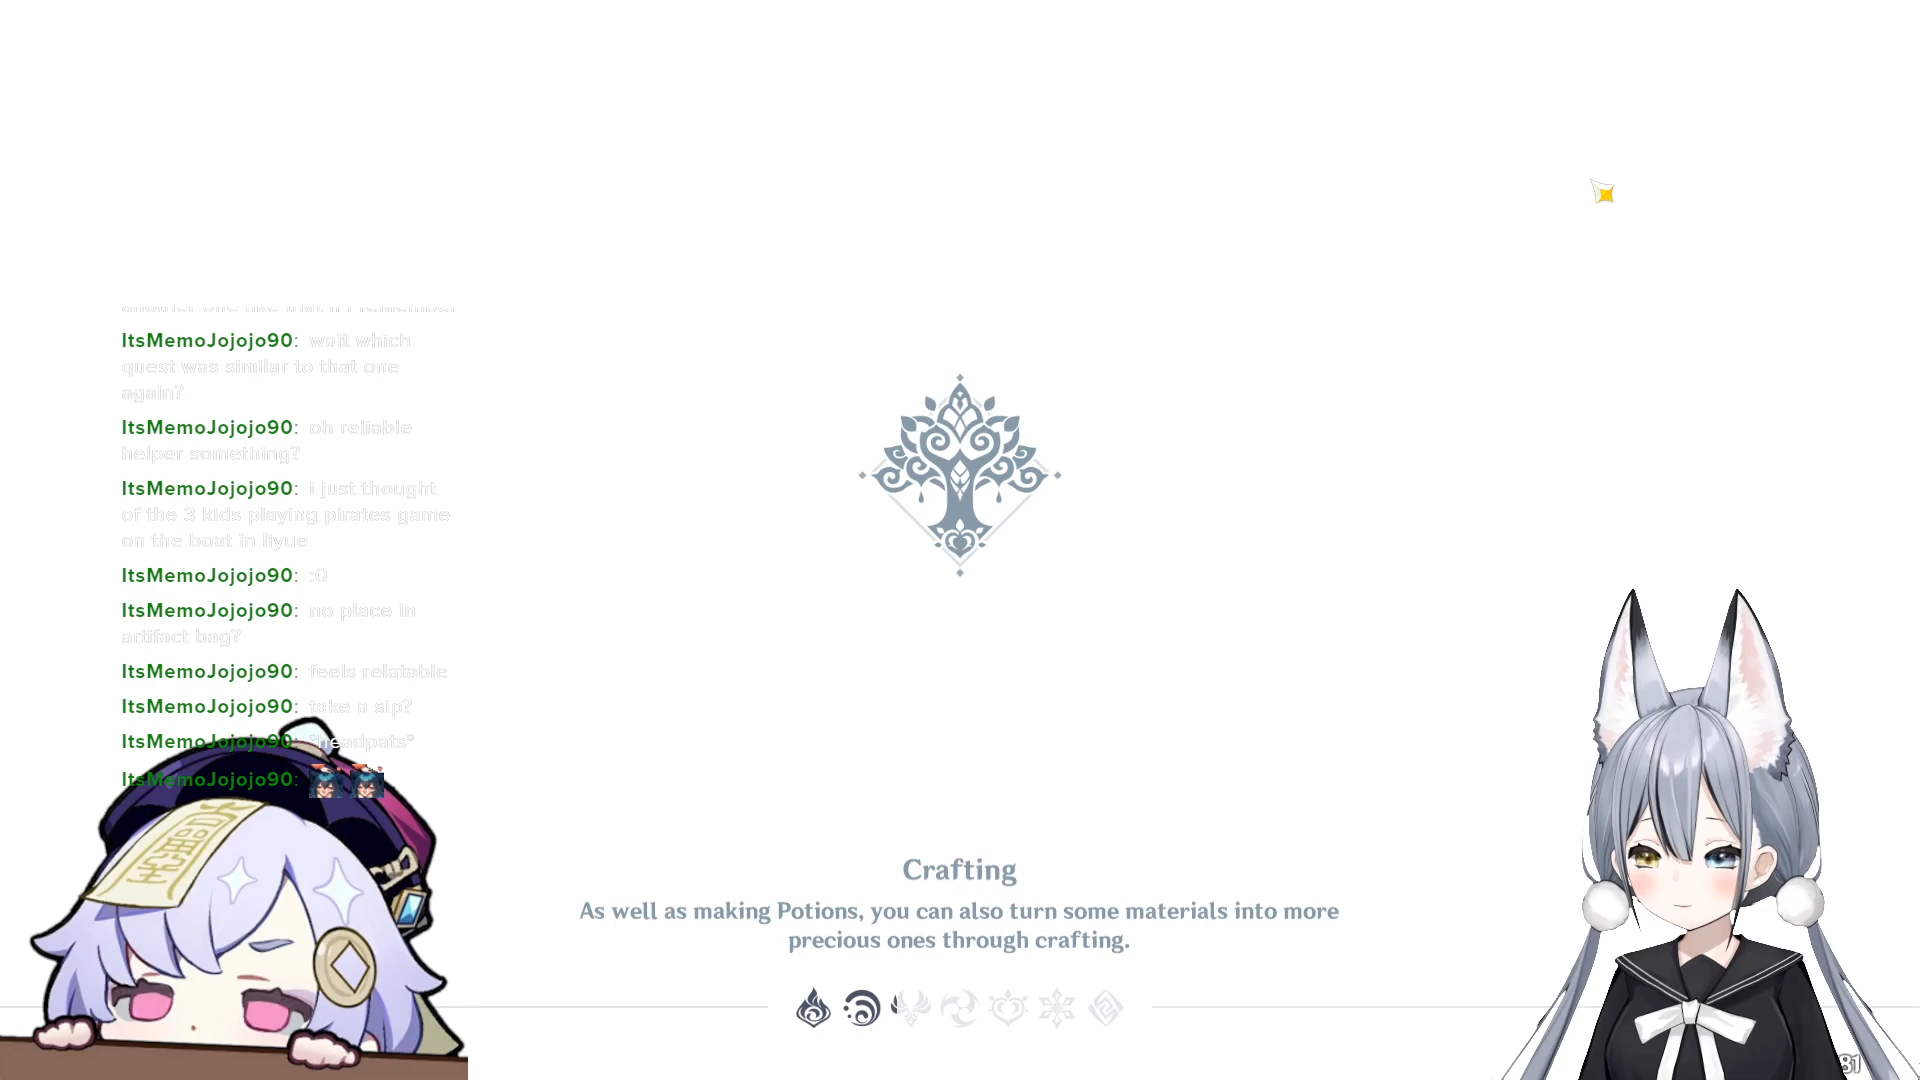 ItsMemoJojojo90: wait which
quest was similar to that one
again?
ItsMemoJojojo90: oh reliable
helper something?
ItsMemoJojojo90: i just thought
of the 3 kids playing pirates game
on the boat in liyue
ItsMemoJojojo90: :O
ItsMemoJojojo90: no place in
artifact bag?
ItsMemoJojojo90: feels relatable
ItsMemoJojojo90: take a sip?
ItsMemoJojojo90: *headpats*
ItsMemoJojojo90:
Crafting
As well as making Potions, you can also turn some materials into more
precious ones through crafting.
81